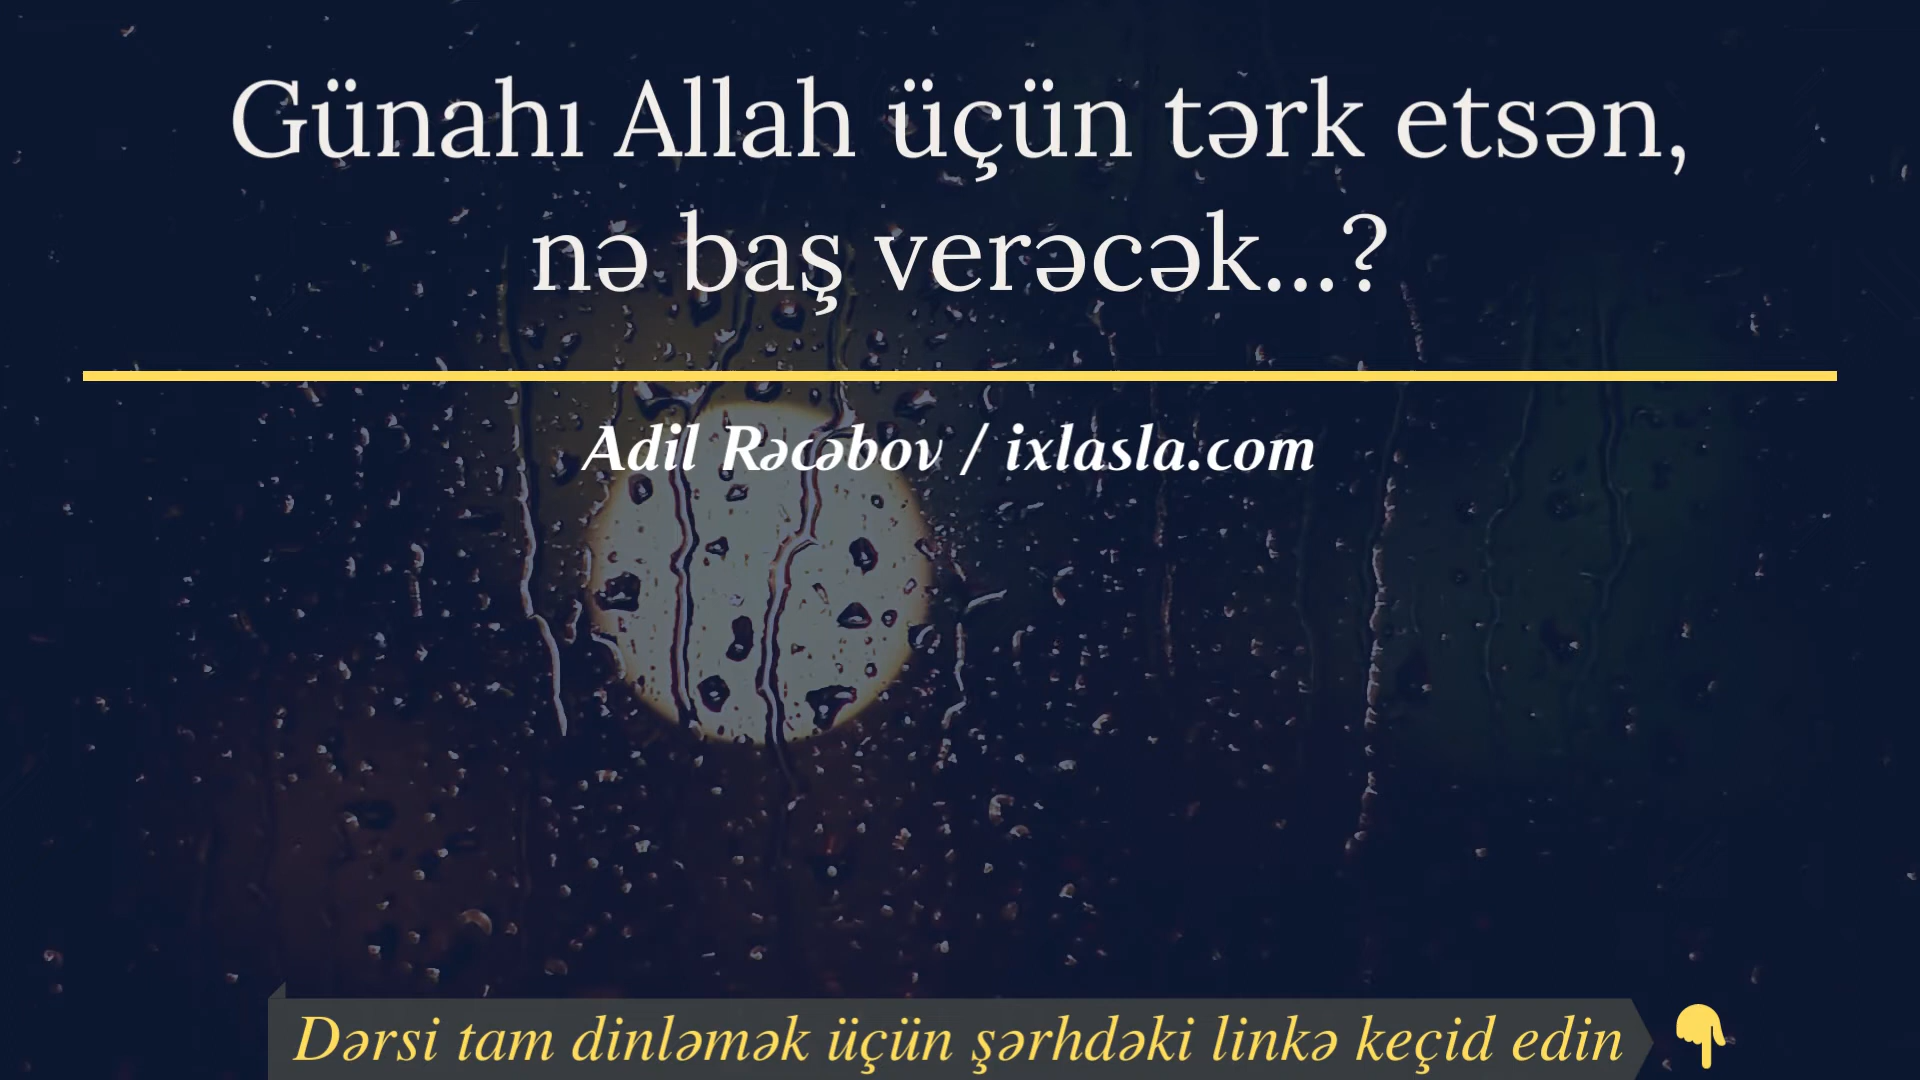 Günahı Allah üçün tərk etsən,
nə baş verəcək...?
Adil Rəcəbov / ixlasla.com
Dərsi tam dinləmək üçün şərhdəki linkə keçid edin